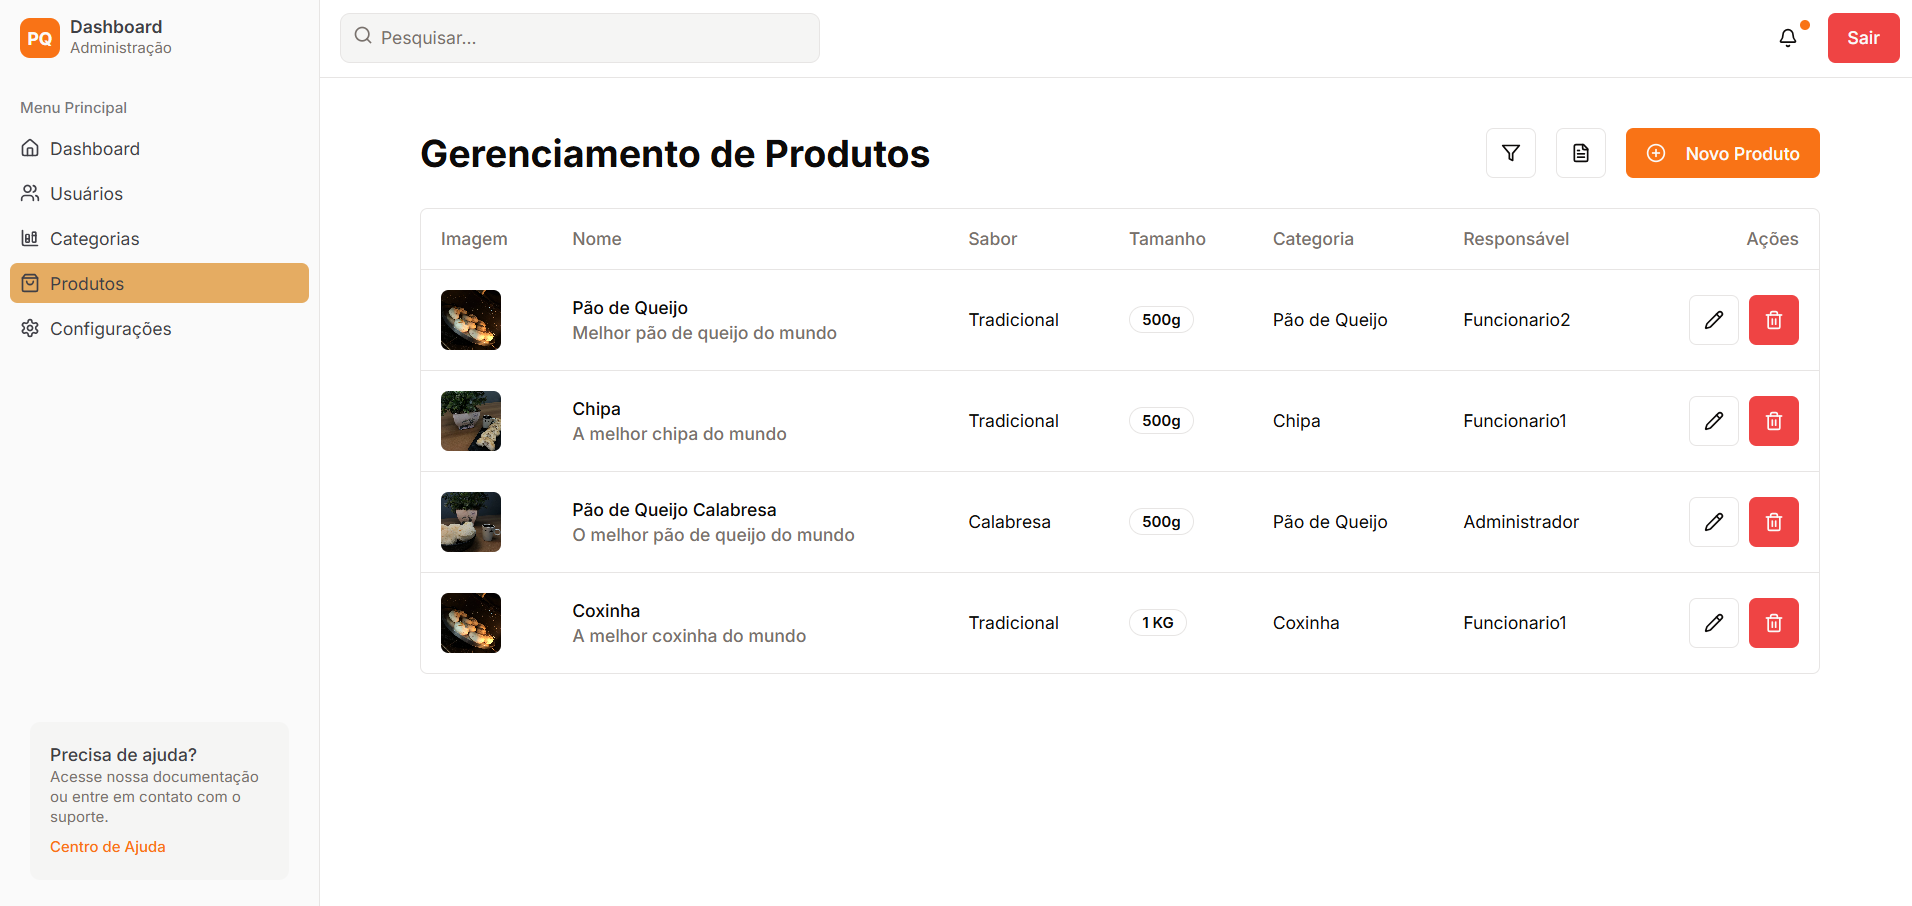 PQ
Dashboard
Administração
Menu Principal
Dashboard
Usuários
Categorias
Produtos
Configurações
Precisa de ajuda?
Acesse nossa documentação
ou entre em contato com o
suporte.
Centro de Ajuda
Pesquisar...
Sair
Gerenciamento de Produtos
Novo Produto
Imagem Nome Sabor Tamanho Categoria Responsável Ações
Pão de Queijo
Melhor pão de queijo do mundo
Tradicional 500g Pão de Queijo Funcionario2
Chipa
A melhor chipa do mundo
Tradicional 500g Chipa Funcionario1
Pão de Queijo Calabresa
O melhor pão de queijo do mundo
Calabresa 500g Pão de Queijo Administrador
Coxinha
A melhor coxinha do mundo
Tradicional 1 KG Coxinha Funcionario1